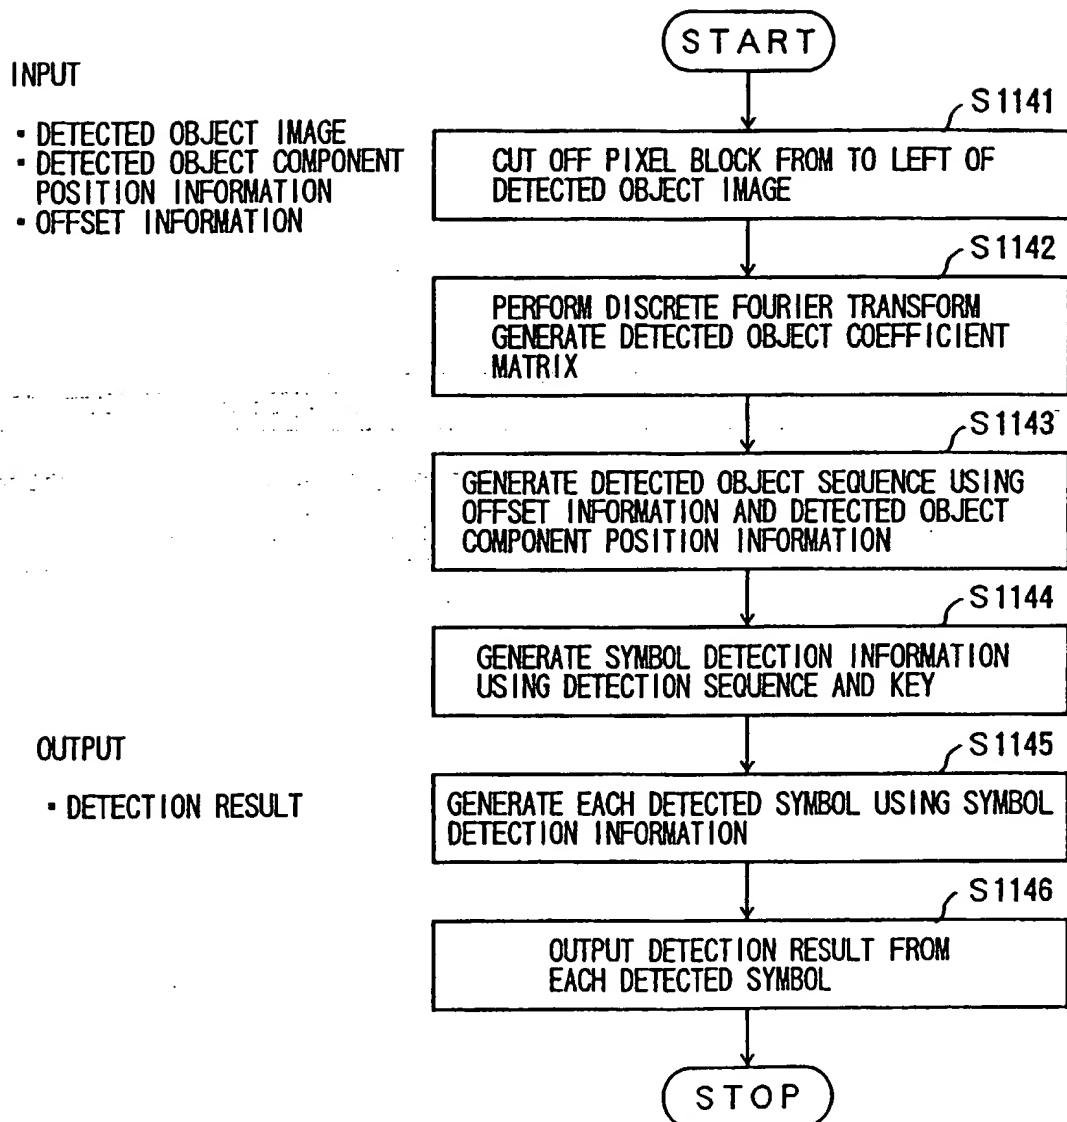 START
INPUT
S1141
▪ DETECTED OBJECT IMAGE
▪ DETECTED OBJECT COMPONENT
POSITION INFORMATION
▪ OFFSET INFORMATION
CUT OFF PIXEL BLOCK FROM TO LEFT OF
DETECTED OBJECT IMAGE
S1142
PERFORM DISCRETE FOURIER TRANSFORM
GENERATE DETECTED OBJECT COEFFICIENT
MATRIX
S1143
GENERATE DETECTED OBJECT SEQUENCE USING
OFFSET INFORMATION AND DETECTED OBJECT
COMPONENT POSITION INFORMATION
S1144
GENERATE SYMBOL DETECTION INFORMATION
USING DETECTION SEQUENCE AND KEY
OUTPUT
▪ DETECTION RESULT
S1145
GENERATE EACH DETECTED SYMBOL USING SYMBOL
DETECTION INFORMATION
S1146
OUTPUT DETECTION RESULT FROM
EACH DETECTED SYMBOL
STOP